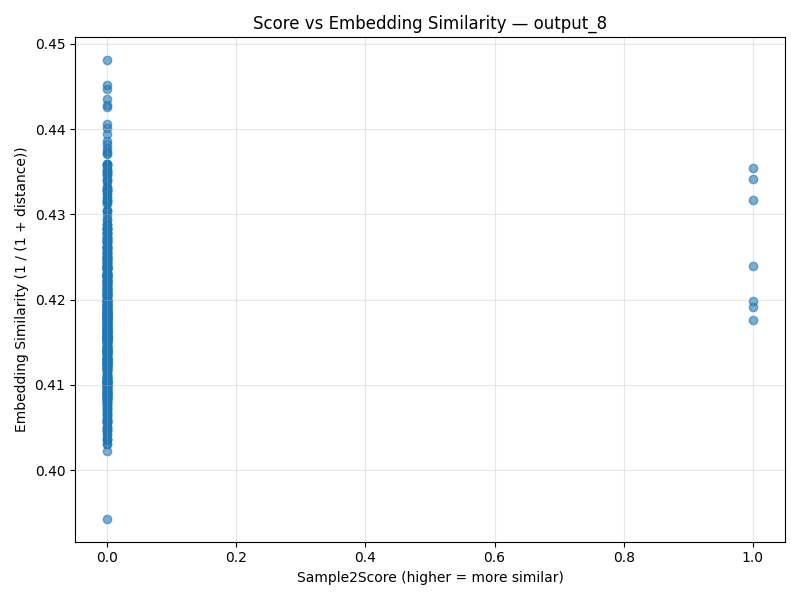 Score vs Embedding Similarity — output_8
Embedding Similarity (1 / (1 + distance))
0.45
0.44
0.43
0.42
0.41
0.40
0.0 0.2 0.4 0.6 0.8 1.0
Sample2Score (higher = more similar)